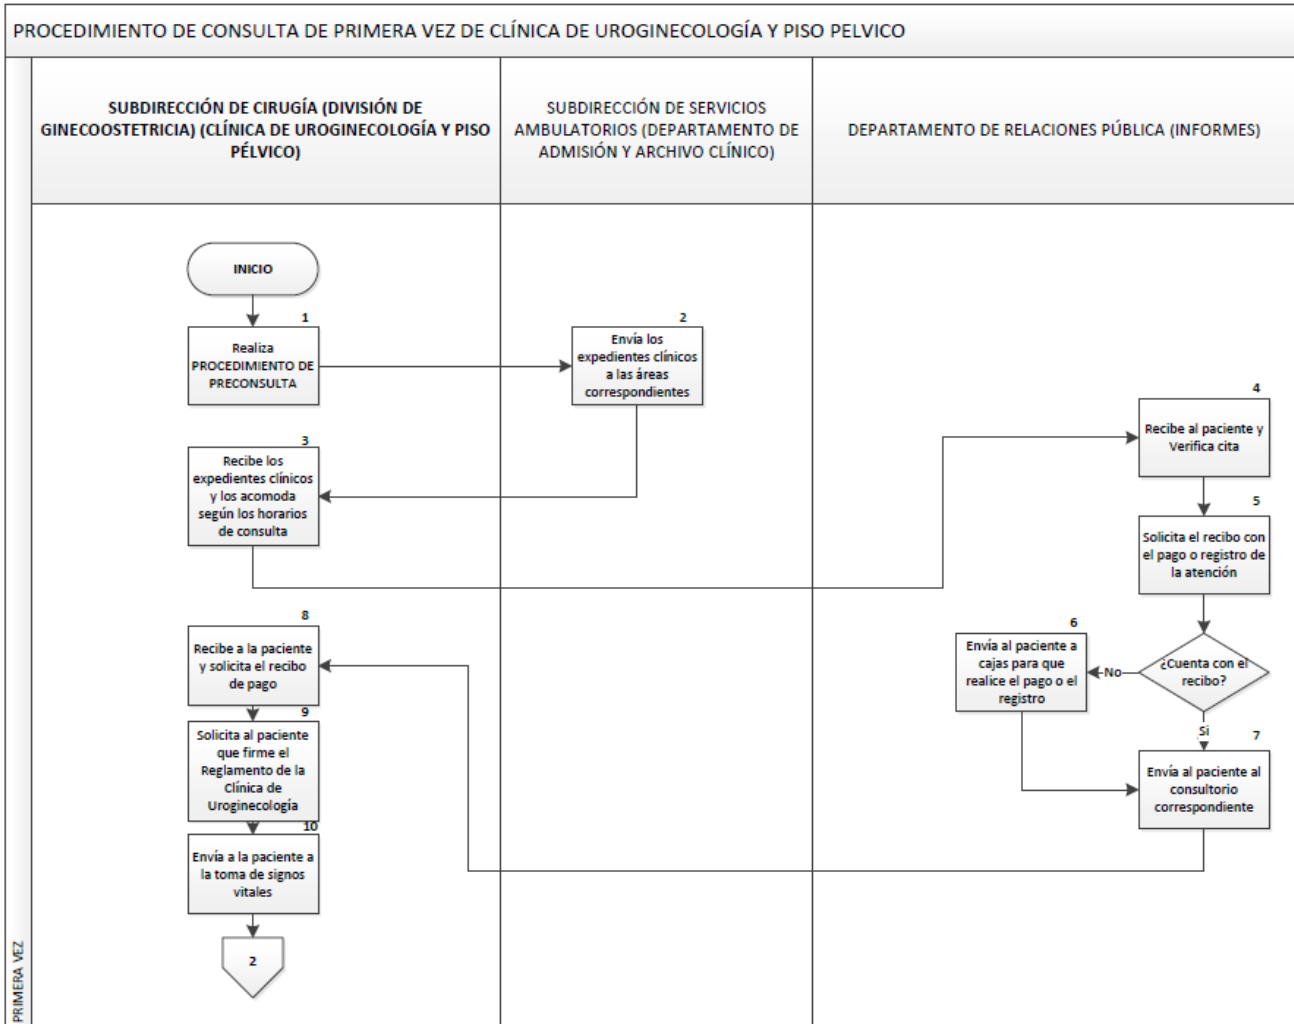 PROCEDIMIENTO DE CONSULTA DE PRIMERA VEZ DE CLÍNICA DE UROGINECOLOGÍA Y PISO PELVICO
SUBDIRECCIÓN DE CIRUGÍA (DIVISIÓN DE
GINECOOSTETRICIA) (CLÍNICA DE UROGINECOLOGÍA Y PISO
PÉLVICO)
SUBDIRECCIÓN DE SERVICIOS
AMBULATORIOS (DEPARTAMENTO DE
ADMISIÓN Y ARCHIVO CLÍNICO)
DEPARTAMENTO DE RELACIONES PÚBLICA (INFORMES)
INICIO
1
Realiza
PROCEDIMIENTO DE
PRECONSULTA
2
Envía los
expedientes clínicos
a las áreas
correspondientes
3
Recibe los
expedientes clínicos
y los acomoda
según los horarios
de consulta
4
Recibe al paciente y
Verifica cita
5
Solicita el recibo con
el pago o registro de
la atención
¿Cuenta con el
recibo?
No
Si
6
Envía al paciente a
cajas para que
realice el pago o el
registro
7
Envía al paciente al
consultorio
correspondiente
8
Recibe a la paciente
y solicita el recibo
de pago
9
Solicita al paciente
que firme el
Reglamento de la
Clínica de
Uroginecología
10
Envía a la paciente a
la toma de signos
vitales
2
PRIMERA VEZ